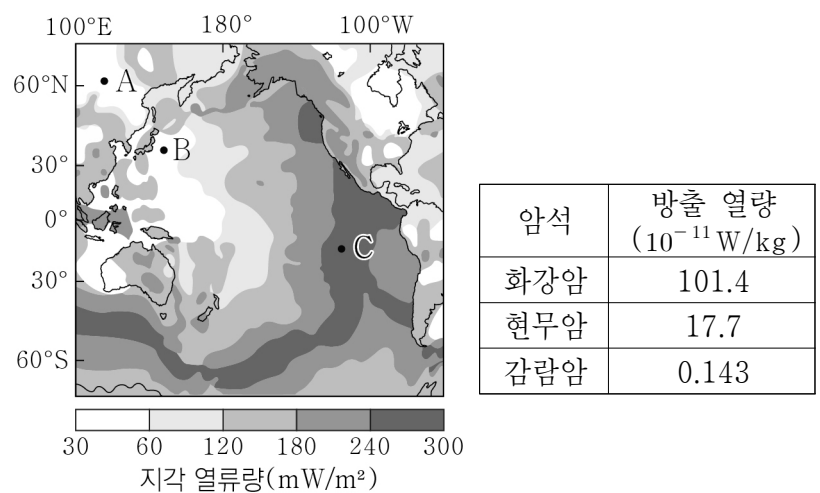 100°E 180° 100°W
60°N
A
B
30°
0°
C
30°
60°S
30 60 120 180 240 300
지각 열류량(mW/m²)
암석 방출 열량
(10⁻¹¹W/kg)
화강암 101.4
현무암 17.7
감람암 0.143